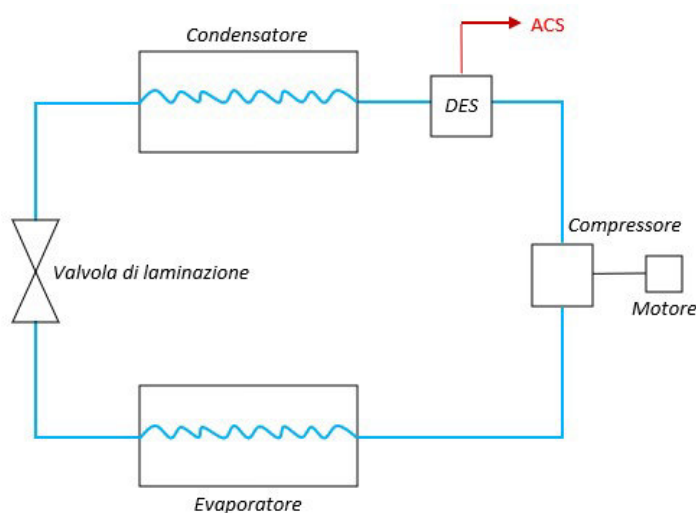 Condensatore
ACS
DES
Compressore
Valvola di laminazione
Motore
Evaporatore